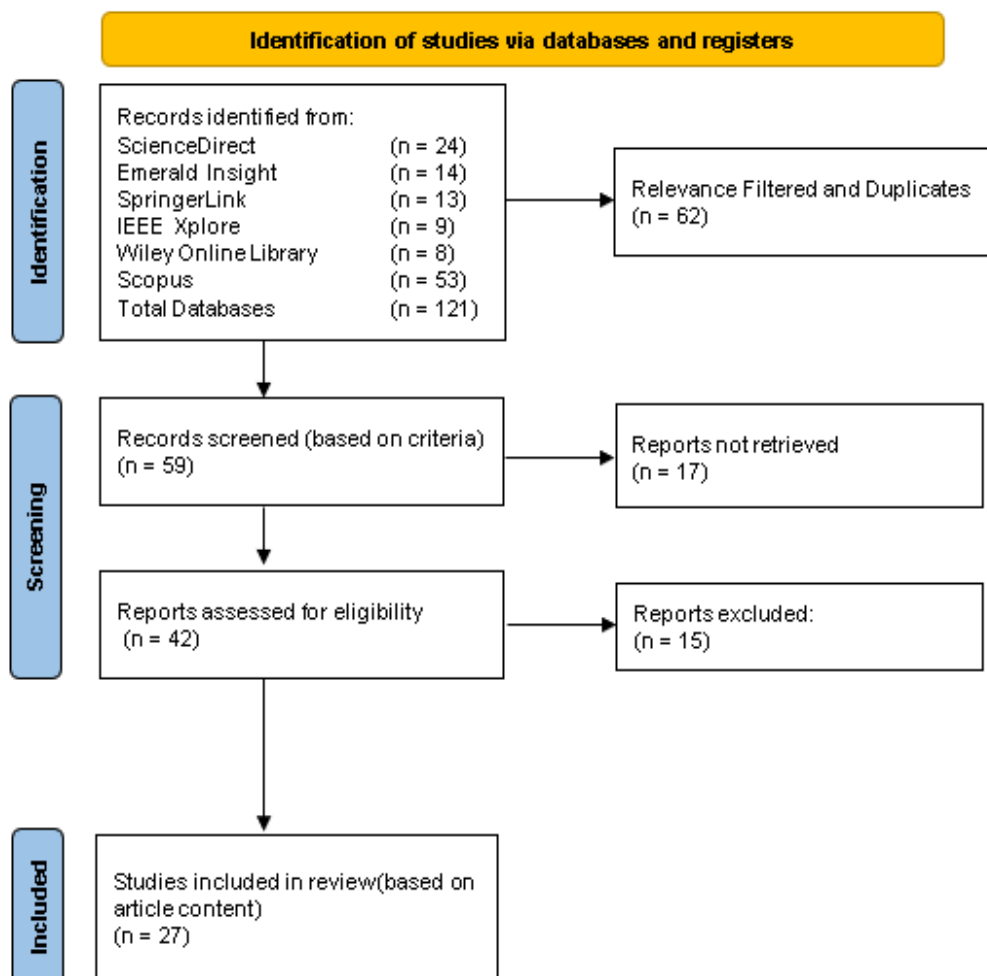 Identification of studies via databases and registers
Identification
Records identified from:
ScienceDirect (n = 24)
Emerald Insight (n = 14)
SpringerLink (n = 13)
IEEE Xplore (n = 9)
Wiley Online Library (n = 8)
Scopus (n = 53)
Total Databases (n = 121)
Relevance Filtered and Duplicates
(n = 62)
Screening
Records screened (based on criteria)
(n = 59)
Reports not retrieved
(n = 17)
Reports assessed for eligibility
(n = 42)
Reports excluded:
(n = 15)
Included
Studies included in review(based on
article content)
(n = 27)